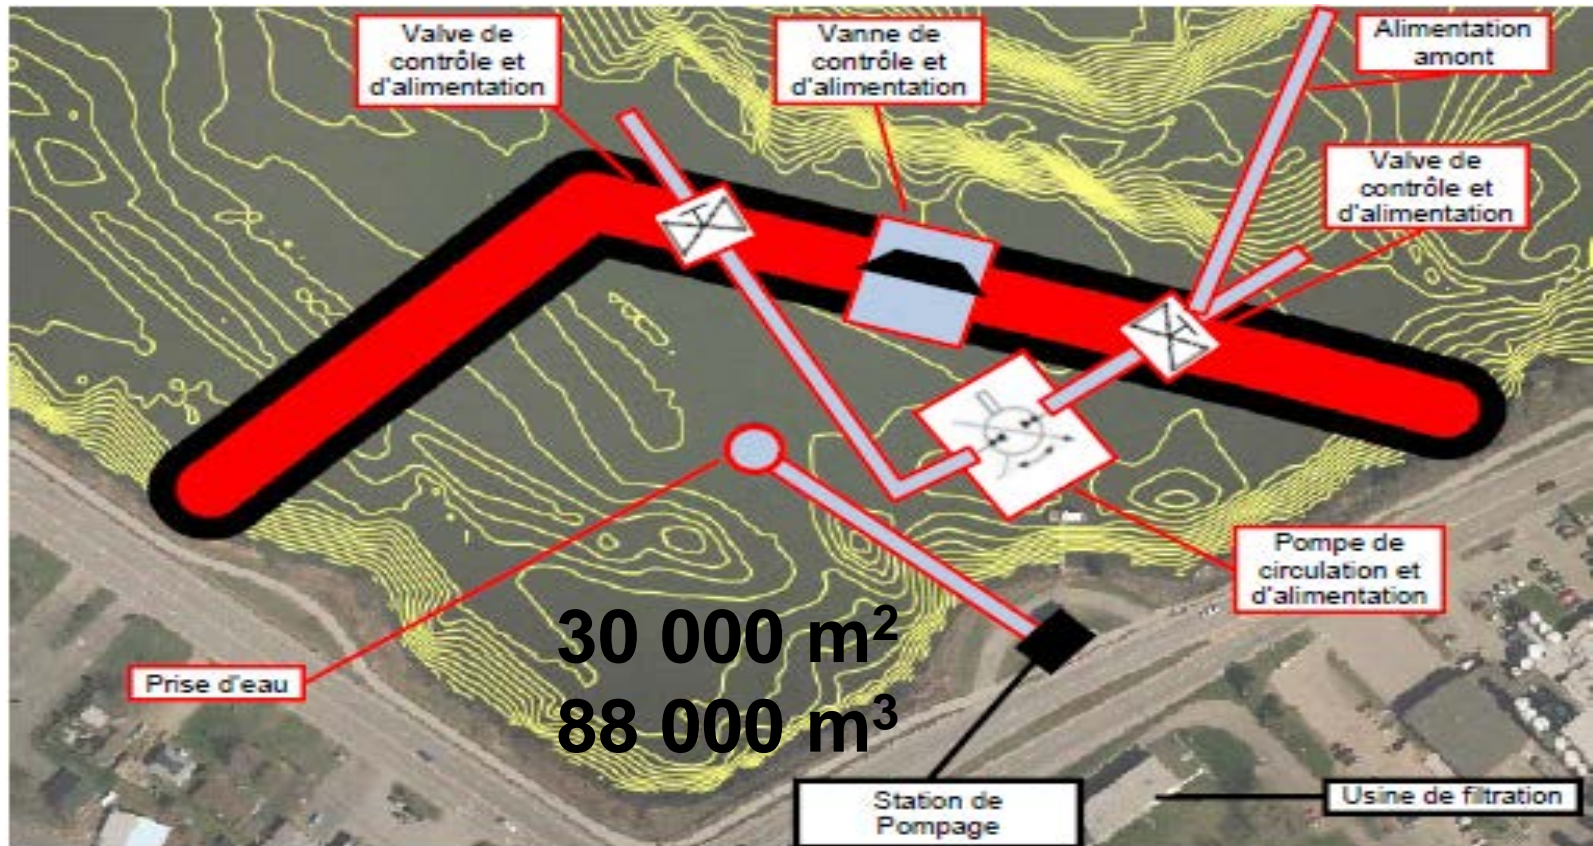 Valve de
contrôle et
d'alimentation
Vanne de
contrôle et
d'alimentation
Alimentation
amont
Valve de
contrôle et
d'alimentation
Pompe de
circulation et
d'alimentation
30 000 m²
88 000 m³
Prise d'eau
Station de
Pompage
Usine de filtration